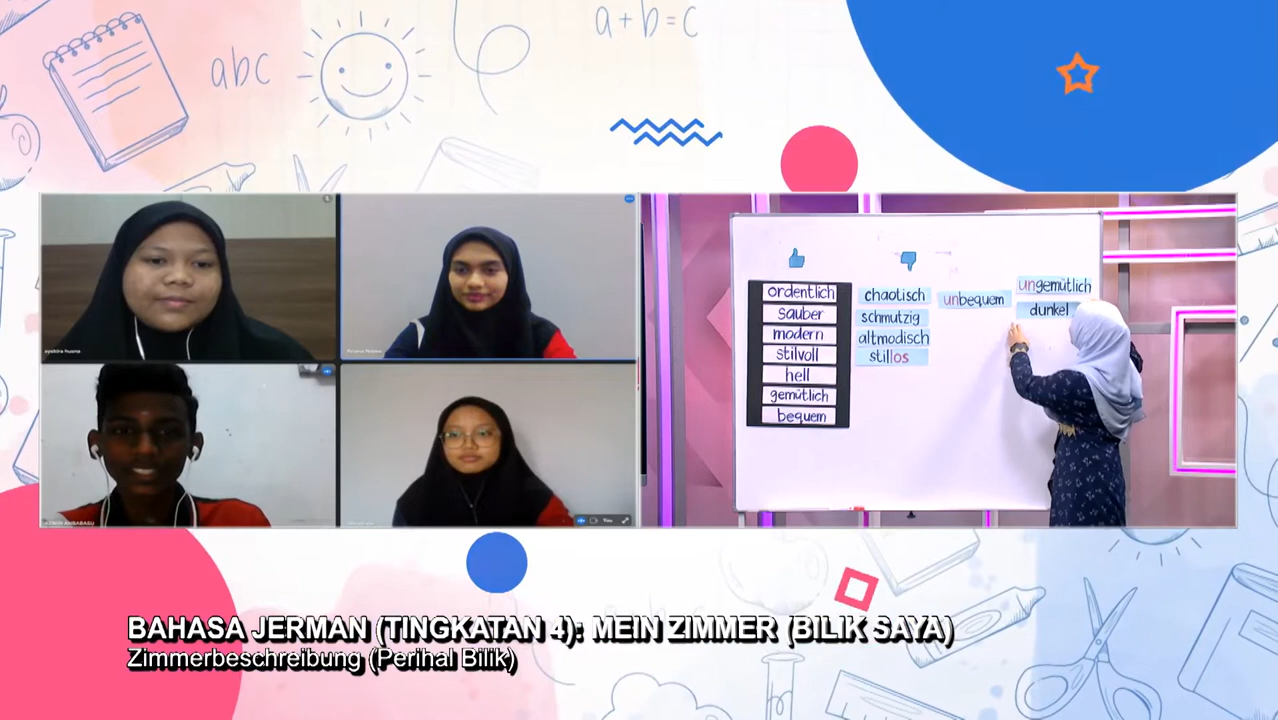 abc
a+b=c
ordentlich
sauber
modern
stilvoll
hell
gemütlich
bequem
chaotisch
schmutzig
altmodisch
stillos
unbequem
ungemütlich
dunkel
BAHASA JERMAN (TINGKATAN 4): MEIN ZIMMER (BILIK SAYA)
Zimmerbeschreibung (Perihal Bilik)